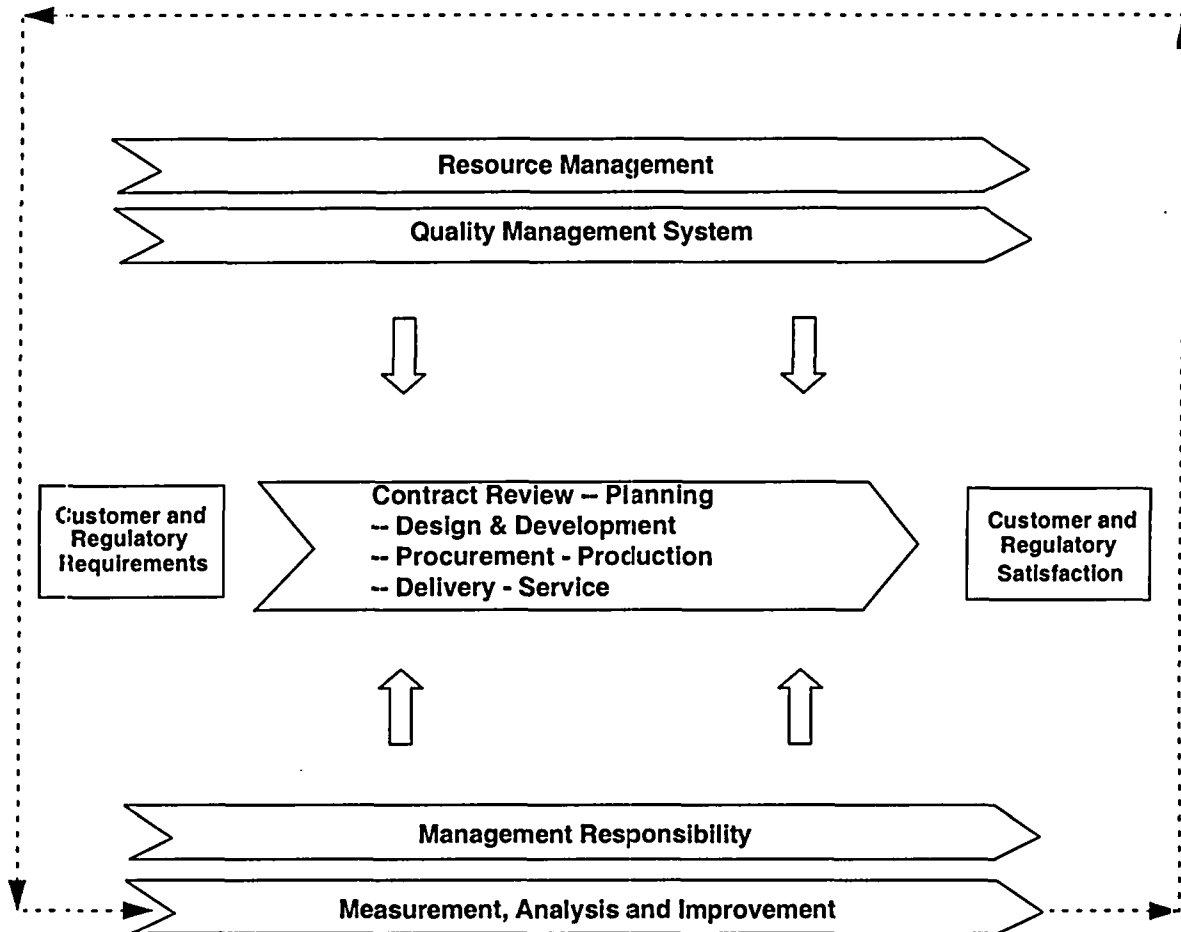 Resource Management
Quality Management System
Customer and
Regulatory
Requirements
Contract Review -- Planning
-- Design & Development
-- Procurement - Production
-- Delivery - Service
Customer and
Regulatory
Satisfaction
Management Responsibility
Measurement, Analysis and Improvement